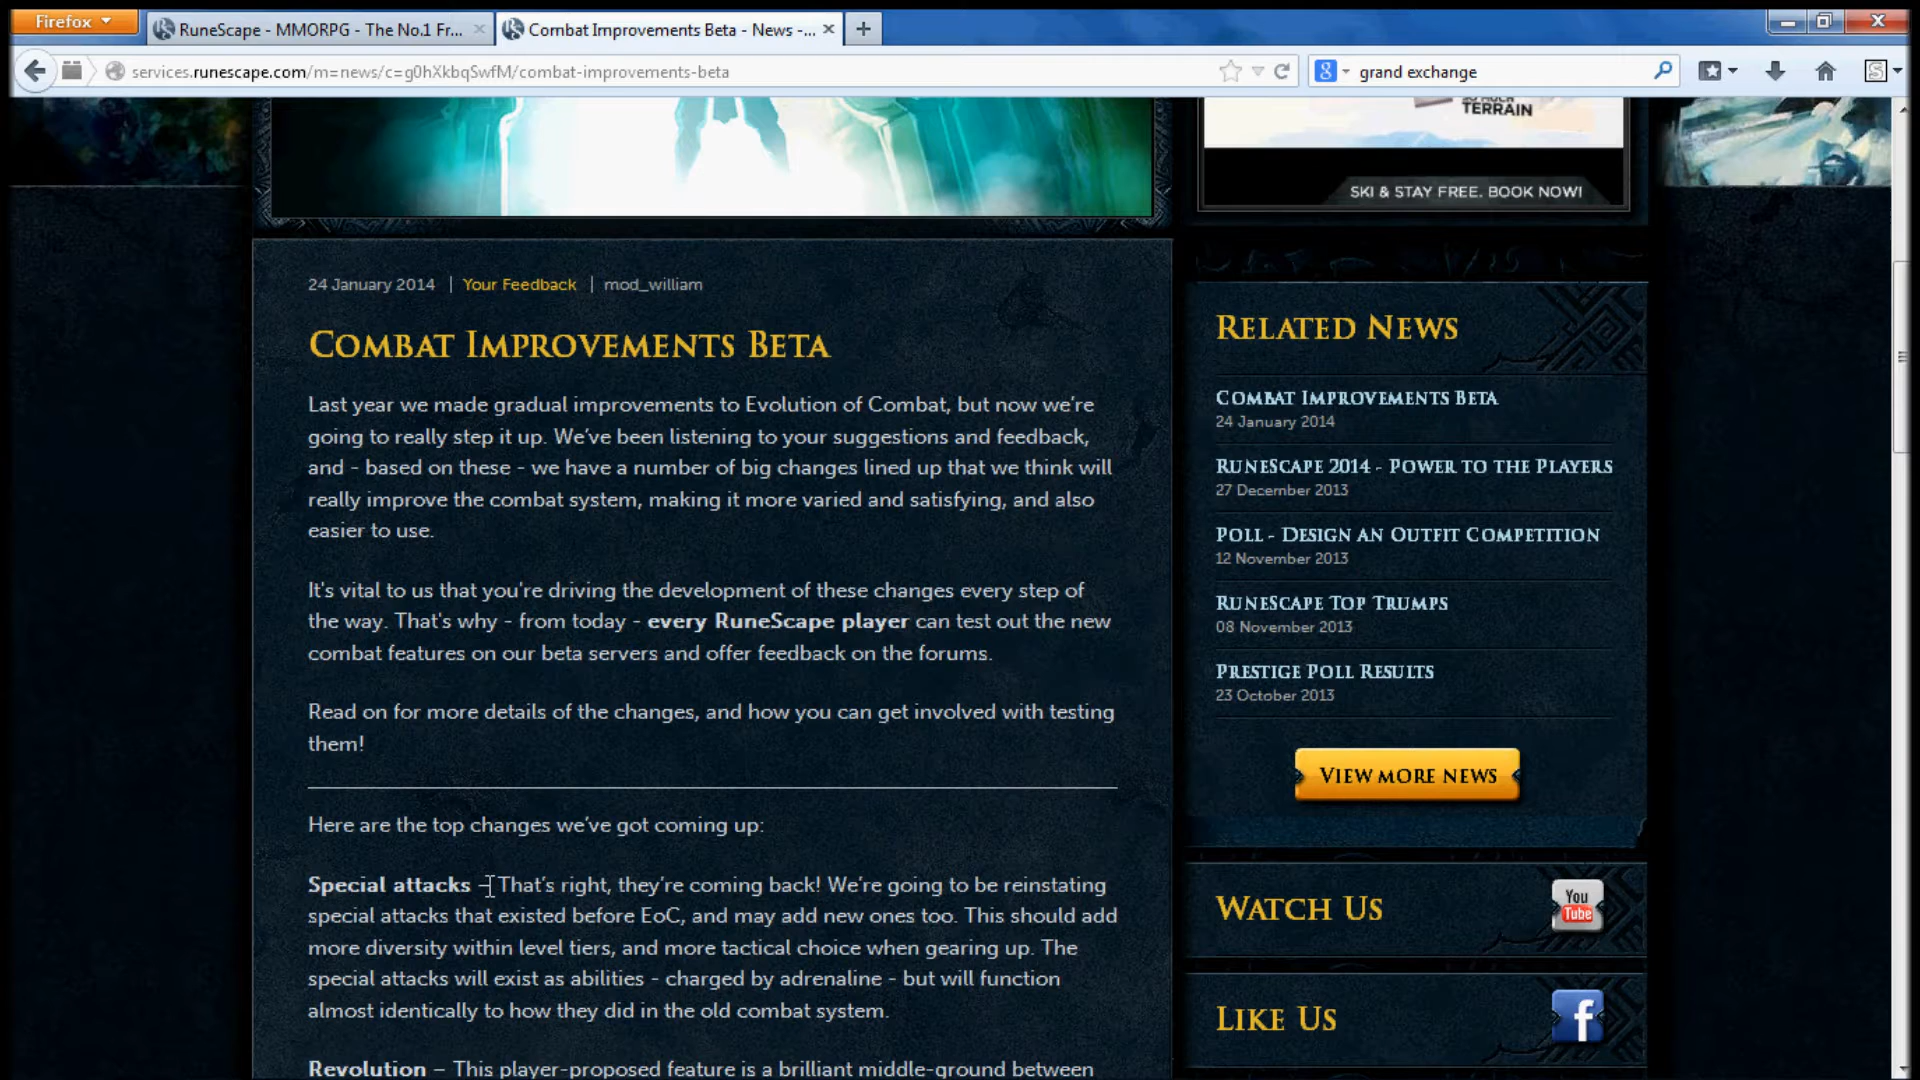 Firefox
RuneScape - MMORPG - The No.1 Fr...
Combat Improvements Beta - News -...
services.runescape.com/m=news/c=g0hXkbqSwfM/combat-improvements-beta
grand exchange
TERRAIN
SKI & STAY FREE. BOOK NOW!
24 January 2014 | Your Feedback | mod_william
COMBAT IMPROVEMENTS BETA
Last year we made gradual improvements to Evolution of Combat, but now we're
going to really step it up. We've been listening to your suggestions and feedback,
and - based on these - we have a number of big changes lined up that we think will
really improve the combat system, making it more varied and satisfying, and also
easier to use.
It's vital to us that you're driving the development of these changes every step of
the way. That's why - from today - every RuneScape player can test out the new
combat features on our beta servers and offer feedback on the forums.
Read on for more details of the changes, and how you can get involved with testing
them!
Here are the top changes we've got coming up:
Special attacks – That's right, they're coming back! We're going to be reinstating
special attacks that existed before EoC, and may add new ones too. This should add
more diversity within level tiers, and more tactical choice when gearing up. The
special attacks will exist as abilities - charged by adrenaline - but will function
almost identically to how they did in the old combat system.
Revolution – This player-proposed feature is a brilliant middle-ground between
RELATED NEWS
COMBAT IMPROVEMENTS BETA
24 January 2014
RUNESCAPE 2014 - POWER TO THE PLAYERS
27 December 2013
POLL - DESIGN AN OUTFIT COMPETITION
12 November 2013
RUNESCAPE TOP TRUMPS
08 November 2013
PRESTIGE POLL RESULTS
23 October 2013
VIEW MORE NEWS
WATCH US
You
Tube
LIKE US
f